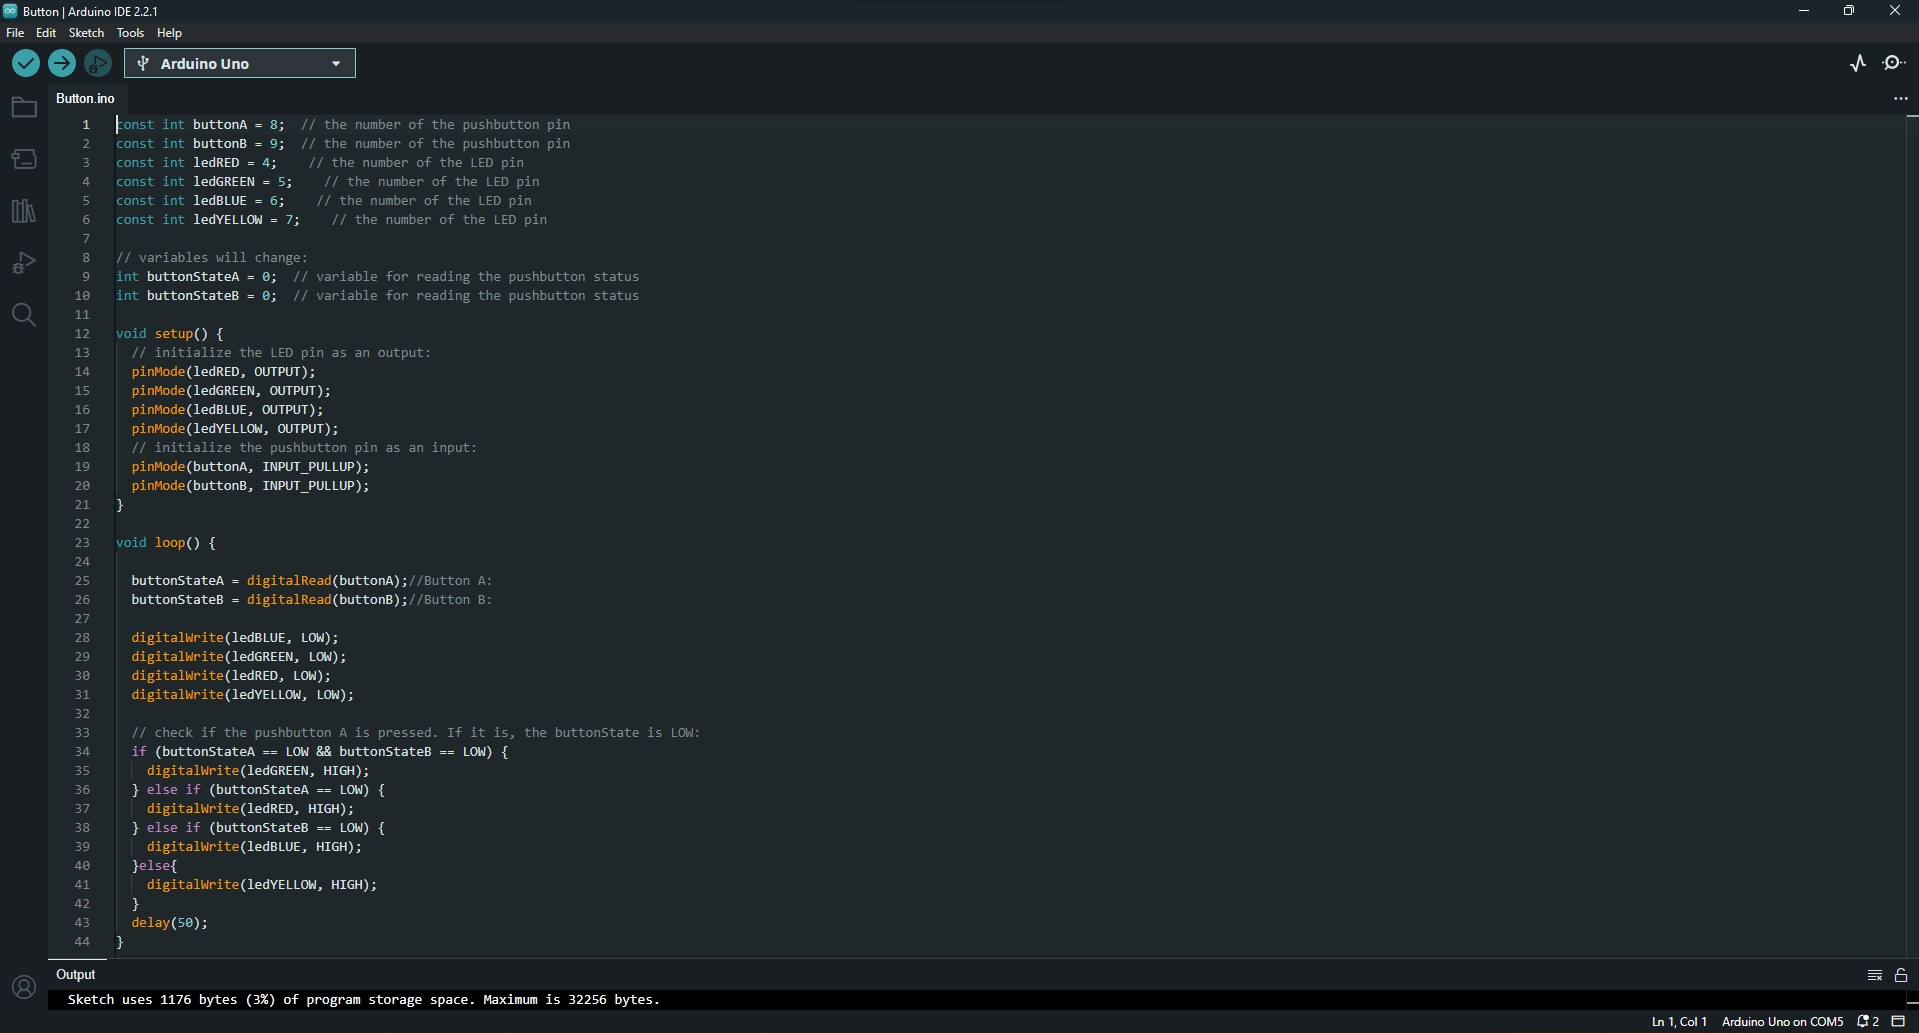 Button | Arduino IDE 2.2.1
File Edit Sketch Tools Help
Arduino Uno
Button.ino
1 const int buttonA = 8;  // the number of the pushbutton pin
2 const int buttonB = 9;  // the number of the pushbutton pin
3 const int ledRED = 4;    // the number of the LED pin
4 const int ledGREEN = 5;    // the number of the LED pin
5 const int ledBLUE = 6;    // the number of the LED pin
6 const int ledYELLOW = 7;    // the number of the LED pin
7
8 // variables will change:
9 int buttonStateA = 0;  // variable for reading the pushbutton status
10 int buttonStateB = 0;  // variable for reading the pushbutton status
11
12 void setup() {
13   // initialize the LED pin as an output:
14   pinMode(ledRED, OUTPUT);
15   pinMode(ledGREEN, OUTPUT);
16   pinMode(ledBLUE, OUTPUT);
17   pinMode(ledYELLOW, OUTPUT);
18   // initialize the pushbutton pin as an input:
19   pinMode(buttonA, INPUT_PULLUP);
20   pinMode(buttonB, INPUT_PULLUP);
21 }
22
23 void loop() {
24
25   buttonStateA = digitalRead(buttonA);//Button A:
26   buttonStateB = digitalRead(buttonB);//Button B:
27
28   digitalWrite(ledBLUE, LOW);
29   digitalWrite(ledGREEN, LOW);
30   digitalWrite(ledRED, LOW);
31   digitalWrite(ledYELLOW, LOW);
32
33   // check if the pushbutton A is pressed. If it is, the buttonState is LOW:
34   if (buttonStateA == LOW && buttonStateB == LOW) {
35     digitalWrite(ledGREEN, HIGH);
36   } else if (buttonStateA == LOW) {
37     digitalWrite(ledRED, HIGH);
38   } else if (buttonStateB == LOW) {
39     digitalWrite(ledBLUE, HIGH);
40   }else{
41     digitalWrite(ledYELLOW, HIGH);
42   }
43   delay(50);
44 }
Output
Sketch uses 1176 bytes (3%) of program storage space. Maximum is 32256 bytes.
Ln 1, Col 1 Arduino Uno on COM5 2